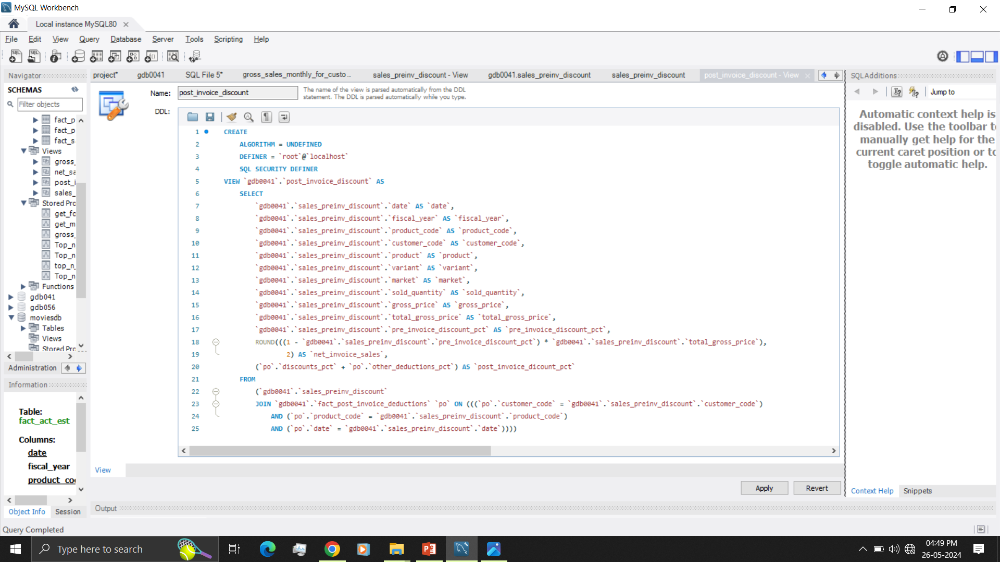 MySQL Workbench
Local instance MySQL80
File Edit View Query Database Server Tools Scripting Help
Navigator
project* gdb0041 SQL File 5* gross_sales_monthly_for_custo... sales_preinv_discount - View gdb0041.sales_preinv_discount sales_preinv_discount post_invoice_discount - View
SQLAdditions
SCHEMAS
Filter objects
fact_p
fact_p
fact_s
Views
gross_
net_sa
post_i
sales_
Stored Pro
get_fo
get_m
gross_
Top_n
Top_n
top_n_
Top_n
Functions
gdb041
gdb056
moviesdb
Tables
Views
Stored Pro
Administration
Information
Table:
fact_act_est
Columns:
date
fiscal_year
product_co
Object Info Session
Name: post_invoice_discount
The name of the view is parsed automatically from the DDL
statement. The DDL is parsed automatically while you type.
DDL:
1 CREATE
2 ALGORITHM = UNDEFINED
3 DEFINER = `root`@`localhost`
4 SQL SECURITY DEFINER
5 VIEW `gdb0041`.`post_invoice_discount` AS
6 SELECT
7 `gdb0041`.`sales_preinv_discount`.`date` AS `date`,
8 `gdb0041`.`sales_preinv_discount`.`fiscal_year` AS `fiscal_year`,
9 `gdb0041`.`sales_preinv_discount`.`product_code` AS `product_code`,
10 `gdb0041`.`sales_preinv_discount`.`customer_code` AS `customer_code`,
11 `gdb0041`.`sales_preinv_discount`.`product` AS `product`,
12 `gdb0041`.`sales_preinv_discount`.`variant` AS `variant`,
13 `gdb0041`.`sales_preinv_discount`.`market` AS `market`,
14 `gdb0041`.`sales_preinv_discount`.`sold_quantity` AS `sold_quantity`,
15 `gdb0041`.`sales_preinv_discount`.`gross_price` AS `gross_price`,
16 `gdb0041`.`sales_preinv_discount`.`total_gross_price` AS `total_gross_price`,
17 `gdb0041`.`sales_preinv_discount`.`pre_invoice_discount_pct` AS `pre_invoice_discount_pct`,
18 ROUND(((1 - `gdb0041`.`sales_preinv_discount`.`pre_invoice_discount_pct`) * `gdb0041`.`sales_preinv_discount`.`total_gross_price`),
19 2) AS `net_invoice_sales`,
20 (`po`.`discounts_pct` + `po`.`other_deductions_pct`) AS `post_invoice_dicount_pct`
21 FROM
22 (`gdb0041`.`sales_preinv_discount`
23 JOIN `gdb0041`.`fact_post_invoice_deductions` `po` ON (((`po`.`customer_code` = `gdb0041`.`sales_preinv_discount`.`customer_code`)
24 AND (`po`.`product_code` = `gdb0041`.`sales_preinv_discount`.`product_code`)
25 AND (`po`.`date` = `gdb0041`.`sales_preinv_discount`.`date`))))
View
Apply Revert
Output
Jump to
Automatic context help is
disabled. Use the toolbar to
manually get help for the
current caret position or to
toggle automatic help.
Context Help Snippets
Query Completed
Type here to search
04:49 PM
26-05-2024